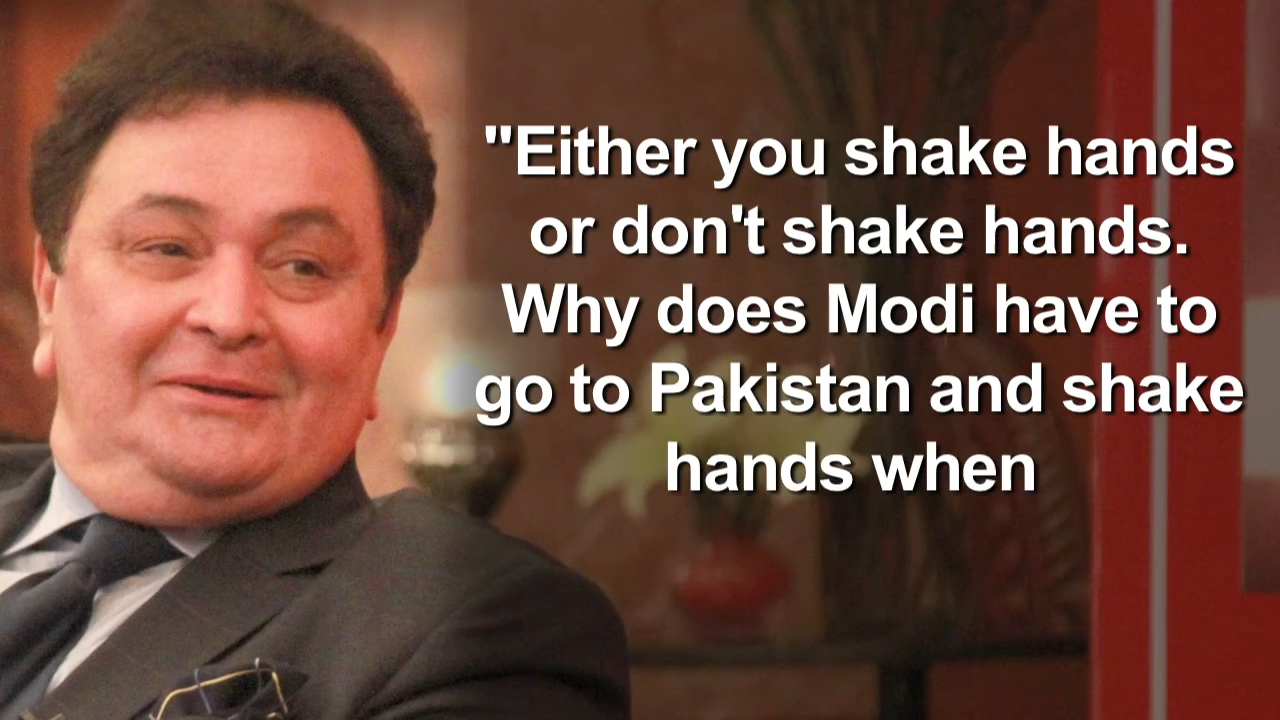 "Either you shake hands
or don't shake hands.
Why does Modi have to
go to Pakistan and shake
hands when